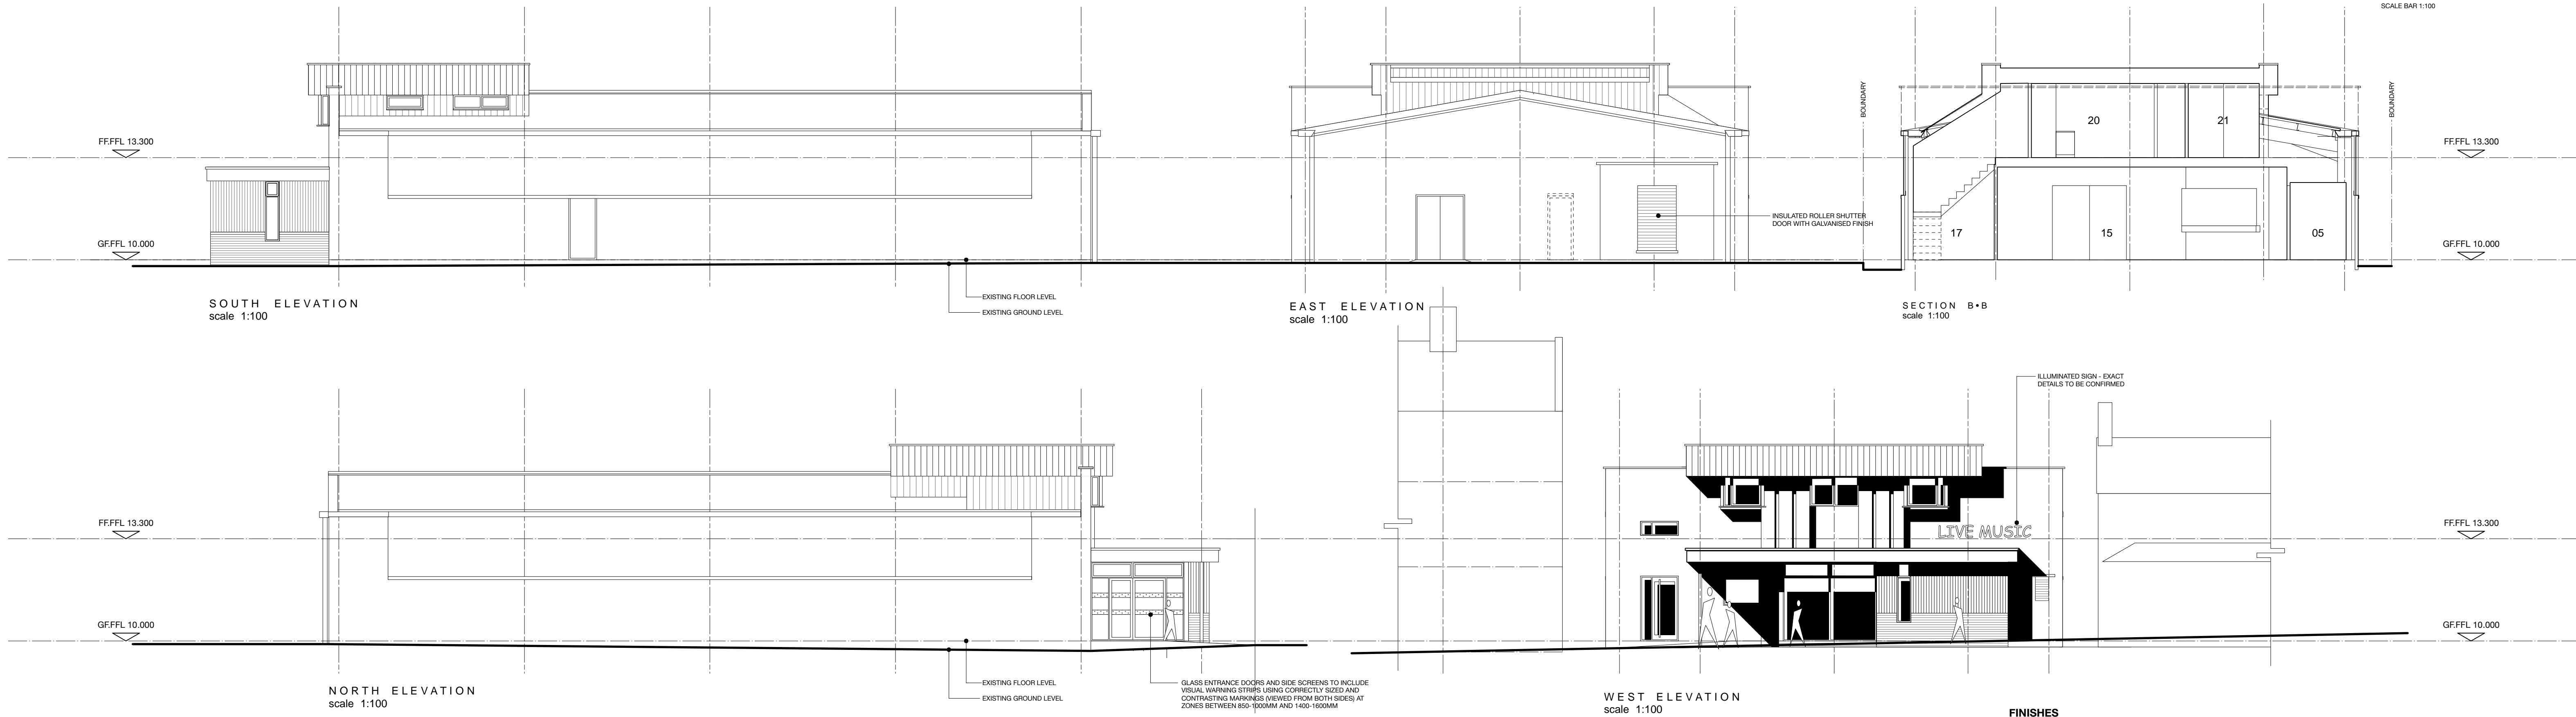 SCALE BAR 1:100
BOUNDARY
BOUNDARY
FF.FFL 13.300
FF.FFL 13.300
20
21
INSULATED ROLLER SHUTTER
DOOR WITH GALVANISED FINISH
17
15
05
GF.FFL 10.000
GF.FFL 10.000
EXISTING FLOOR LEVEL
EXISTING GROUND LEVEL
SOUTH ELEVATION
scale 1:100
EAST ELEVATION
scale 1:100
SECTION B•B
scale 1:100
ILLUMINATED SIGN - EXACT
DETAILS TO BE CONFIRMED
FF.FFL 13.300
LIVE MUSIC
FF.FFL 13.300
GF.FFL 10.000
GF.FFL 10.000
EXISTING FLOOR LEVEL
EXISTING GROUND LEVEL
GLASS ENTRANCE DOORS AND SIDE SCREENS TO INCLUDE
VISUAL WARNING STRIPS USING CORRECTLY SIZED AND
CONTRASTING MARKINGS (VIEWED FROM BOTH SIDES) AT
ZONES BETWEEN 850-1000MM AND 1400-1600MM
NORTH ELEVATION
scale 1:100
WEST ELEVATION
scale 1:100
FINISHES